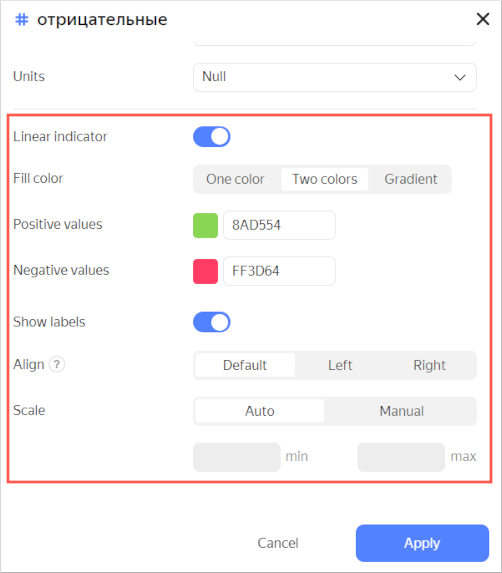 # отрицательные
Units Null
Linear indicator
Fill color One color Two colors Gradient
Positive values 8AD554
Negative values FF3D64
Show labels
Align ? Default Left Right
Scale Auto Manual
min max
Cancel Apply